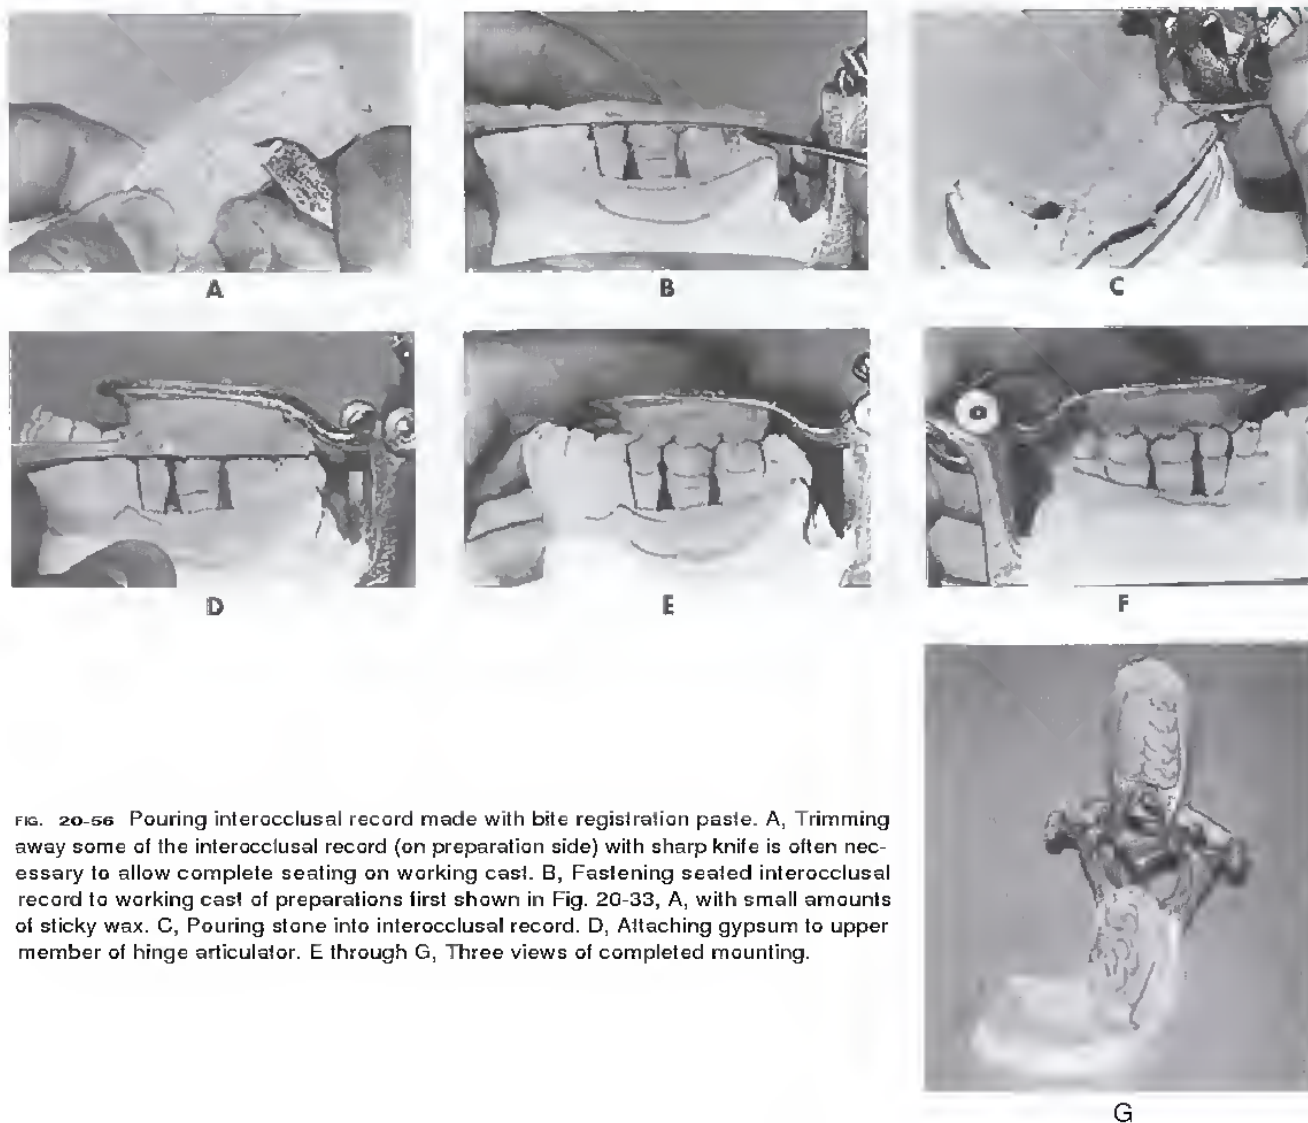 A
B
C
D
E
F
G
FIG. 20-56 Pouring interocclusal record made with bite registration paste. A, Trimming
away some of the interocclusal record (on preparation side) with sharp knife is often nec-
essary to allow complete seating on working cast. B, Fastening seated interocclusal
record to working cast of preparations first shown in Fig. 20-33, A, with small amounts
of sticky wax. C, Pouring stone into interocclusal record. D, Attaching gypsum to upper
member of hinge articulator. E through G, Three views of completed mounting.